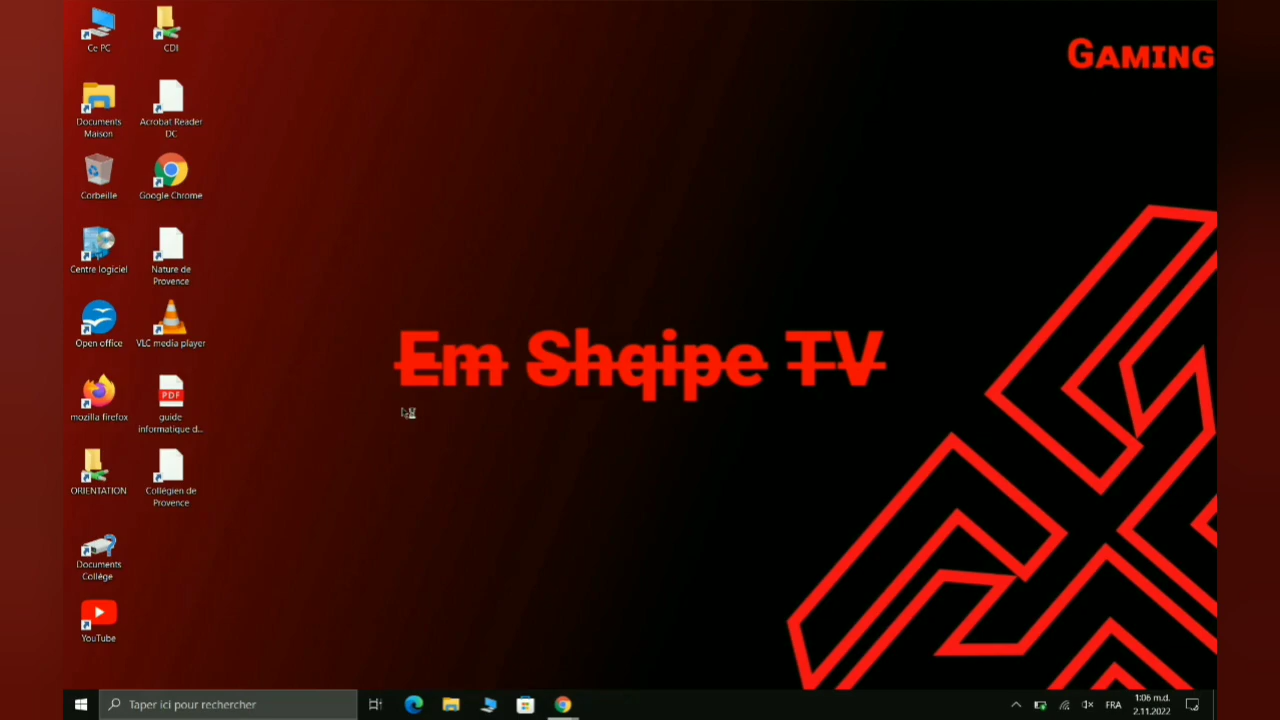 Ce PC
CDI
Documents
Maison
Acrobat Reader
DC
Corbeille
Google Chrome
Centre logiciel
Nature de
Provence
Open office
VLC media player
mozilla firefox
PDF
guide
informatique d...
ORIENTATION
Collégien de
Provence
Documents
Collège
YouTube
GAMING
Em Shqipe TV
Taper ici pour rechercher
FRA
1:06 m.d.
2.11.2022